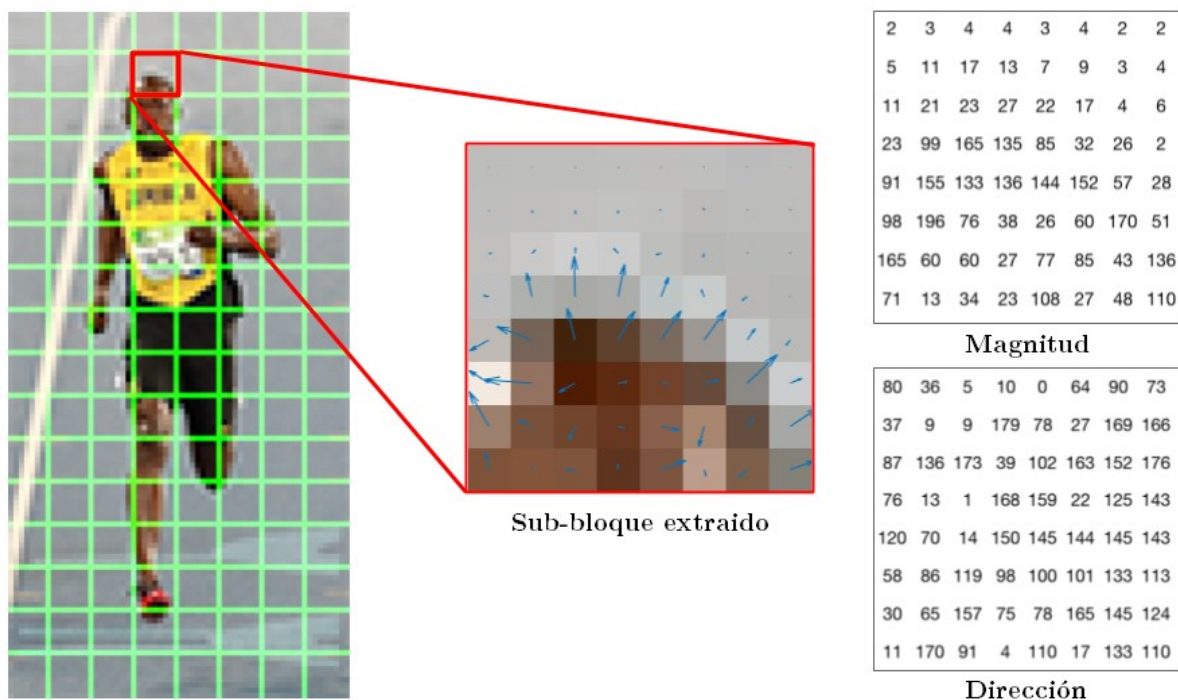 2 3 4 4 3 4 2 2
5 11 17 13 7 9 3 4
11 21 23 27 22 17 4 6
23 99 165 135 85 32 26 2
91 155 133 136 144 152 57 28
98 196 76 38 26 60 170 51
165 60 60 27 77 85 43 136
71 13 34 23 108 27 48 110
Magnitud
80 36 5 10 0 64 90 73
37 9 9 179 78 27 169 166
87 136 173 39 102 163 152 176
76 13 1 168 159 22 125 143
120 70 14 150 145 144 145 143
58 86 119 98 100 101 133 113
30 65 157 75 78 165 145 124
11 170 91 4 110 17 133 110
Dirección
Sub-bloque extraido